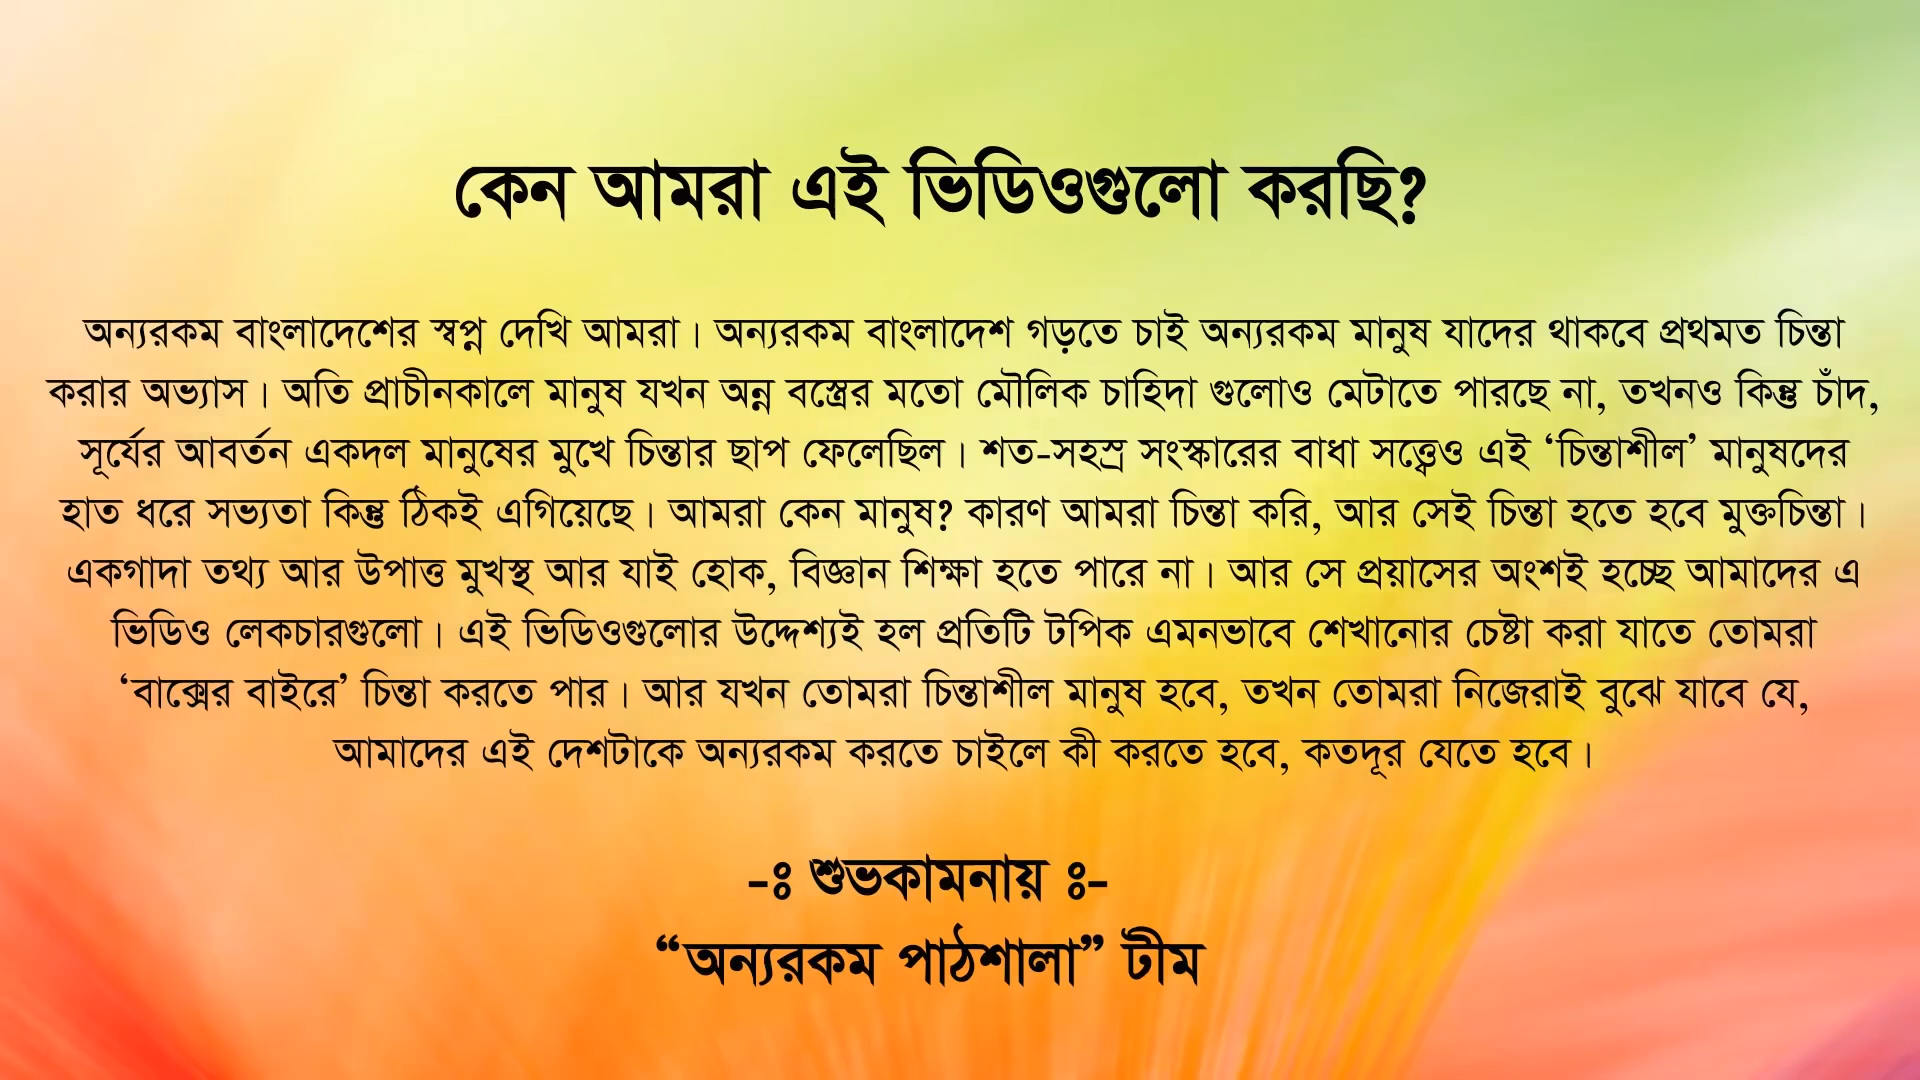 কেন আমরা এই ভিডিওগুলো করছি?
অন্যরকম বাংলাদেশের স্বপ্ন দেখি আমরা। অন্যরকম বাংলাদেশ গড়তে চাই অন্যরকম মানুষ যাদের থাকবে প্রথমত চিন্তা
করার অভ্যাস। অতি প্রাচীনকালে মানুষ যখন অন্ন বস্ত্রের মতো মৌলিক চাহিদা গুলোও মেটাতে পারছে না, তখনও কিন্তু চাঁদ,
সূর্যের আবর্তন একদল মানুষের মুখে চিন্তার ছাপ ফেলেছিল। শত-সহস্র সংস্কারের বাধা সত্ত্বেও এই ‘চিন্তাশীল’ মানুষদের
হাত ধরে সভ্যতা কিন্তু ঠিকই এগিয়েছে। আমরা কেন মানুষ? কারণ আমরা চিন্তা করি, আর সেই চিন্তা হতে হবে মুক্তচিন্তা।
একগাদা তথ্য আর উপাত্ত মুখস্থ আর যাই হোক, বিজ্ঞান শিক্ষা হতে পারে না। আর সে প্রয়াসের অংশই হচ্ছে আমাদের এ
ভিডিও লেকচারগুলো। এই ভিডিওগুলোর উদ্দেশ্যই হল প্রতিটি টপিক এমনভাবে শেখানোর চেষ্টা করা যাতে তোমরা
‘বাক্সের বাইরে’ চিন্তা করতে পার। আর যখন তোমরা চিন্তাশীল মানুষ হবে, তখন তোমরা নিজেরাই বুঝে যাবে যে,
আমাদের এই দেশটাকে অন্যরকম করতে চাইলে কী করতে হবে, কতদূর যেতে হবে।
-ঃ শুভকামনায় ঃ-
“অন্যরকম পাঠশালা” টীম